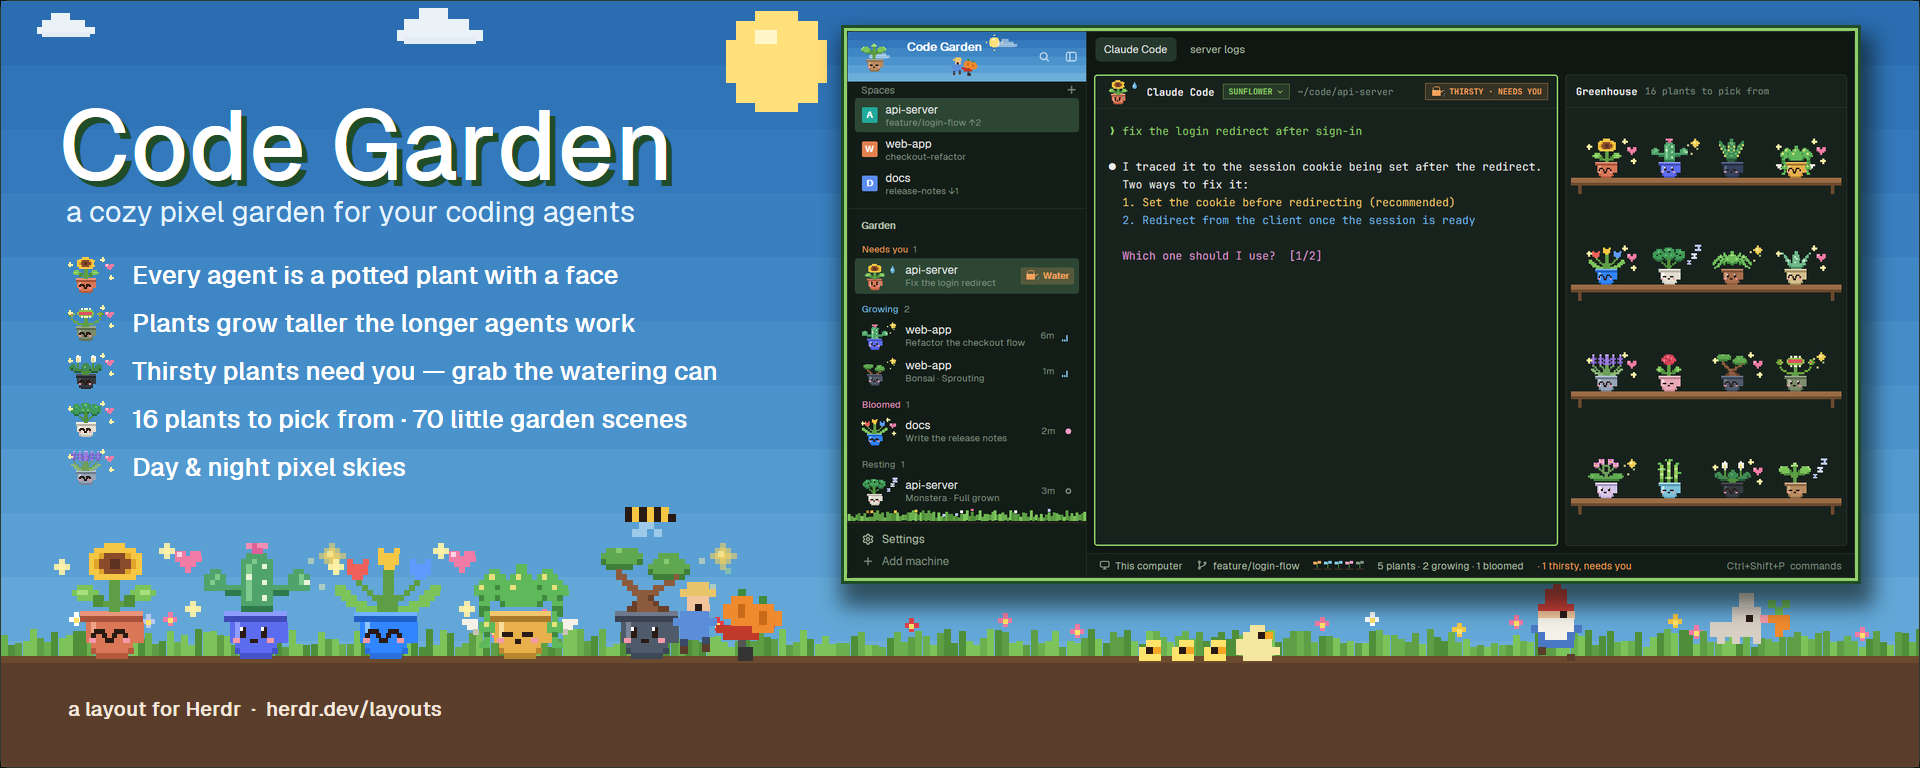 Code Garden
a cozy pixel garden for your coding agents
Every agent is a potted plant with a face
Plants grow taller the longer agents work
Thirsty plants need you — grab the watering can
16 plants to pick from · 70 little garden scenes
Day & night pixel skies
a layout for Herdr · herdr.dev/layouts
Code Garden
Spaces +
A api-server
feature/login-flow ↑2
W web-app
checkout-refactor
D docs
release-notes ↓1
Garden
Needs you 1
api-server
Fix the login redirect
Water
Growing 2
web-app 6m
Refactor the checkout flow
web-app 1m
Bonsai · Sprouting
Bloomed 1
docs 2m
Write the release notes
Resting 1
api-server 3m
Monstera · Full grown
Settings
+ Add machine
Claude Code server logs
Claude Code SUNFLOWER ~/code/api-server THIRSTY · NEEDS YOU
❯ fix the login redirect after sign-in
● I traced it to the session cookie being set after the redirect.
Two ways to fix it:
1. Set the cookie before redirecting (recommended)
2. Redirect from the client once the session is ready
Which one should I use? [1/2]
Greenhouse 16 plants to pick from
This computer feature/login-flow 5 plants · 2 growing · 1 bloomed · 1 thirsty, needs you Ctrl+Shift+P commands